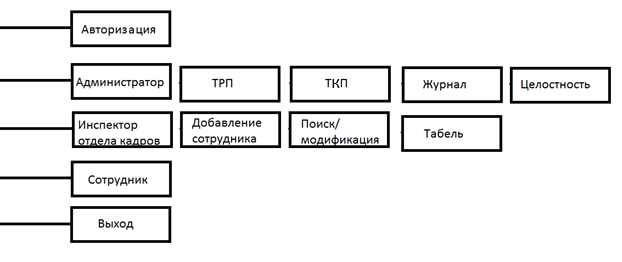 Авторизация
Администратор
ТРП
ТКП
Журнал
Целостность
Инспектор
отдела кадров
Добавление
сотрудника
Поиск/
модификация
Табель
Сотрудник
Выход